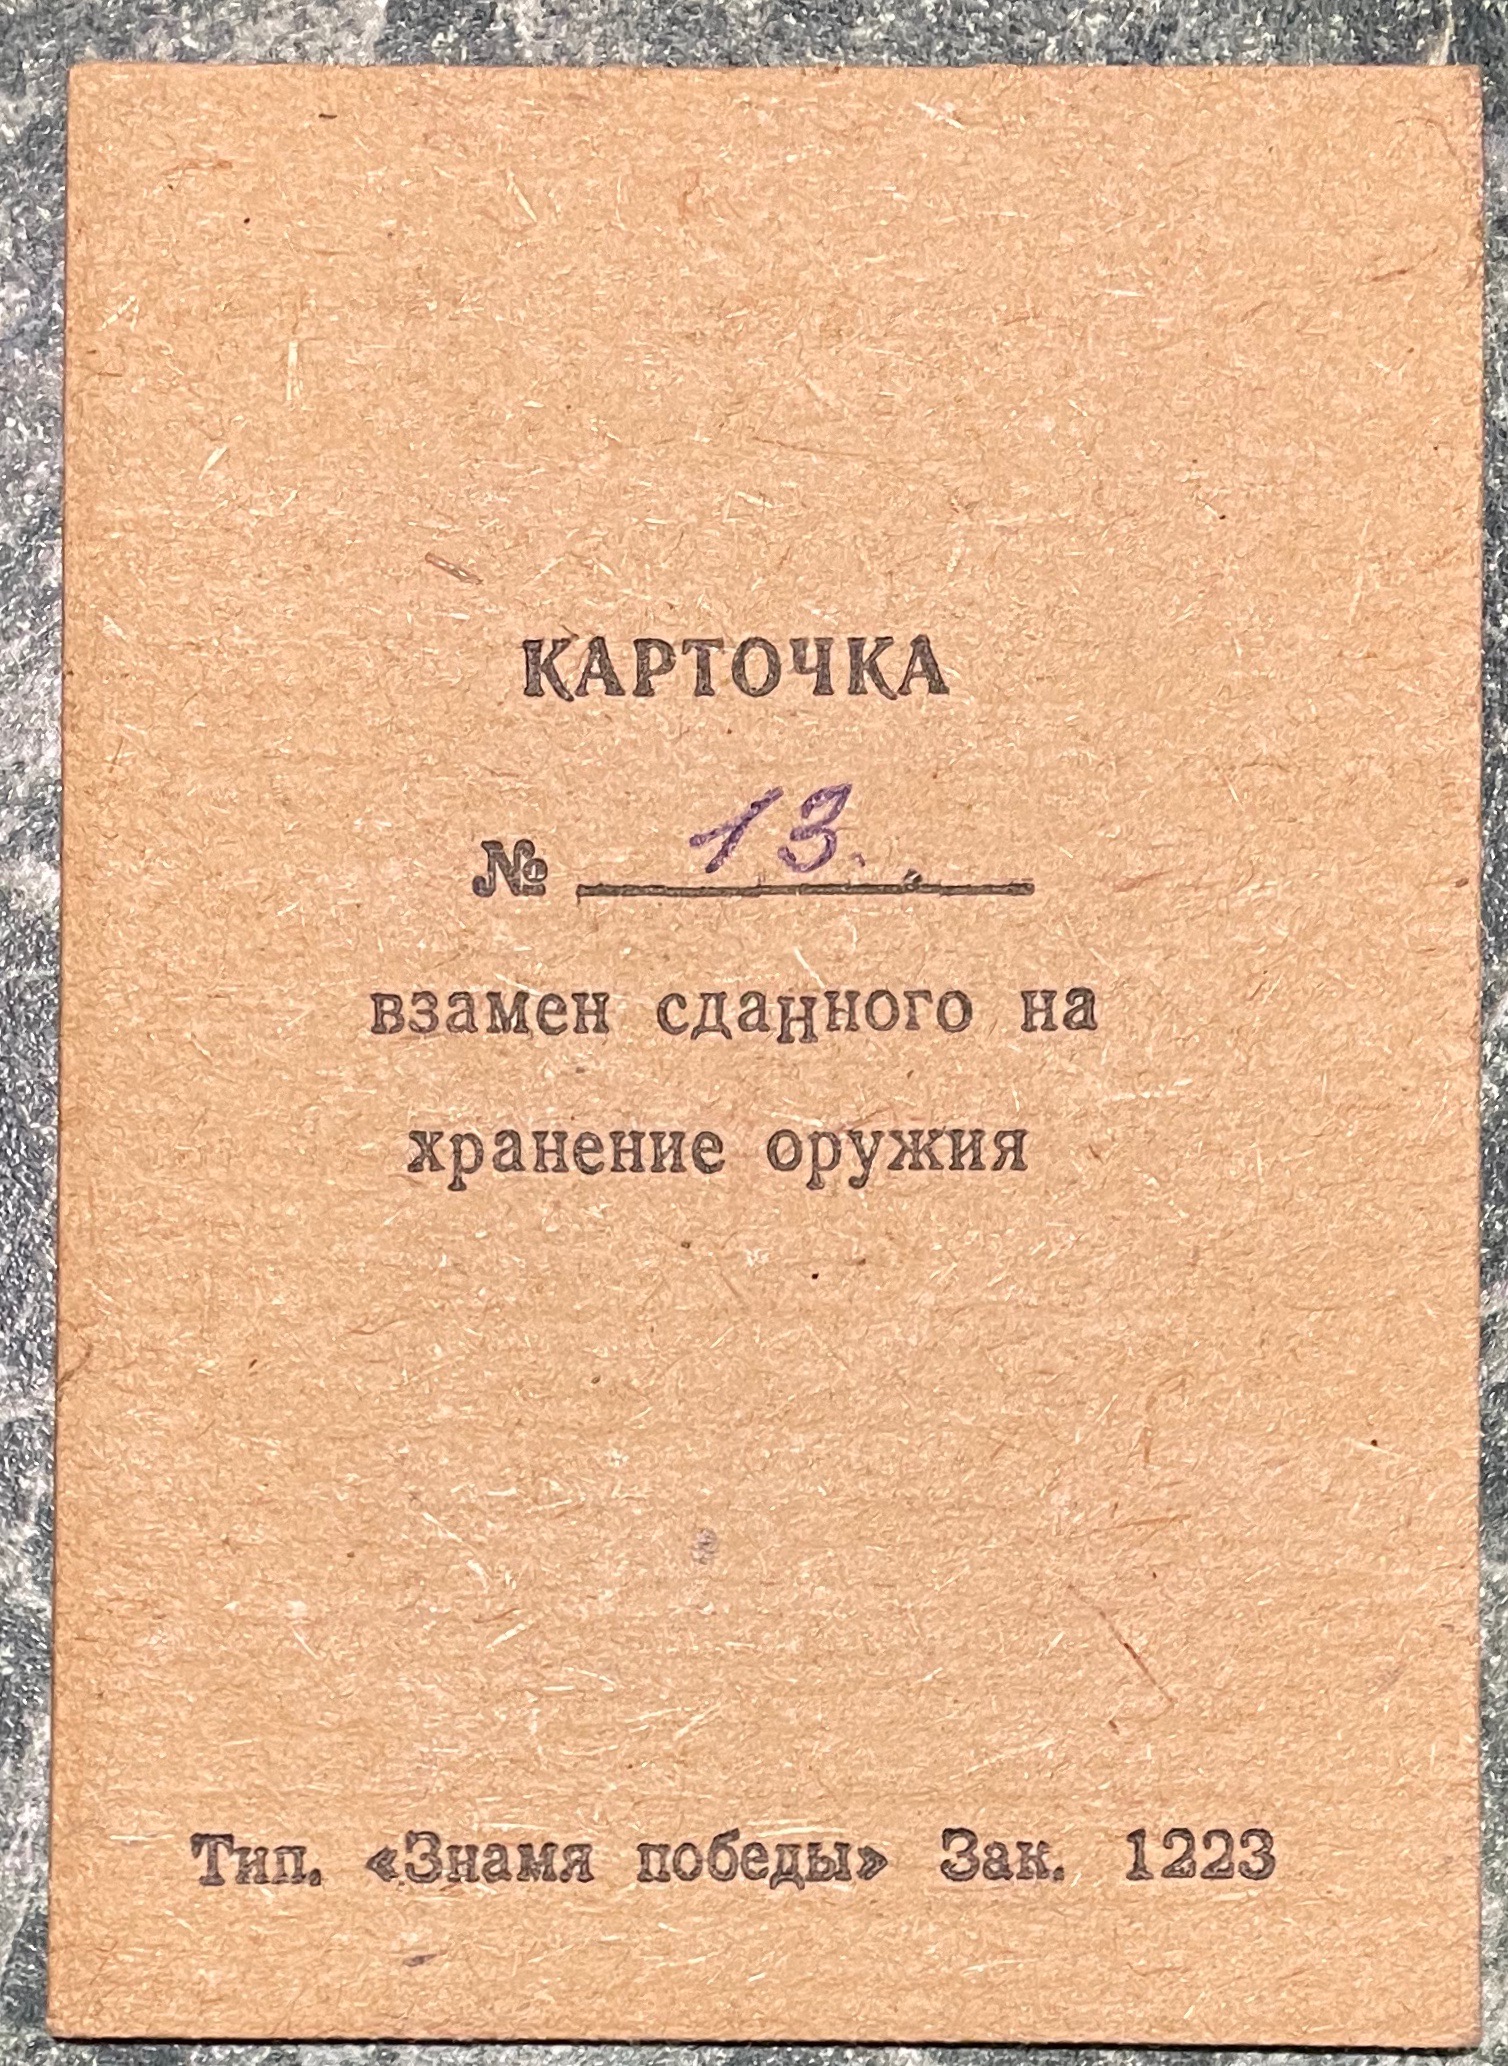 КАРТОЧКА
№ 13.
взамен сданного на
хранение оружия
Тип. «Знамя победы» Зак. 1223